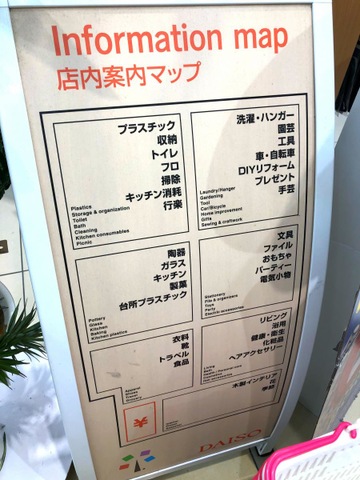 Information map
店内案内マップ
プラスチック
収納
トイレ
フロ
掃除
キッチン消耗
行楽
Plastics
Storage & organization
Toilet
Bath
Cleaning
Kitchen consumables
Picnic
洗濯・ハンガー
園芸
工具
車・自転車
DIYリフォーム
プレゼント
手芸
Laundry/Hanger
Gardening
Tool
Car/Bicycle
Home improvement
Gifts
Sewing & craftwork
陶器
ガラス
キッチン
製菓
台所プラスチック
Pottery
Glass
Kitchen
Baking
Kitchen plastics
文具
ファイル
おもちゃ
パーティー
電気小物
Stationery
File & organizers
Toys
Party
Electric accessories
衣料
靴
トラベル
食品
リビング
浴用
健康・衛生
化粧品
ヘアアクセサリー
木製インテリア
花
季節
¥
DAISO